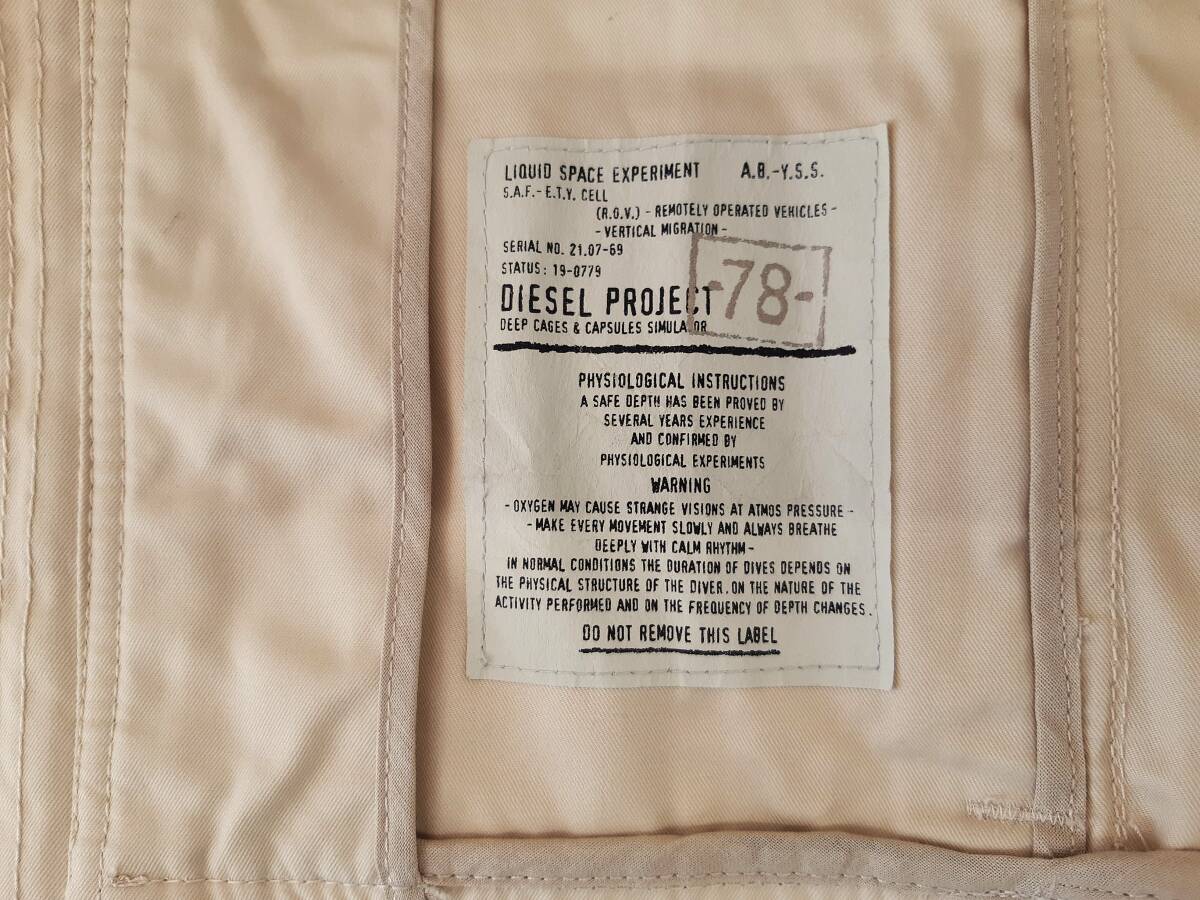 LIQUID SPACE EXPERIMENT A.B.-Y.S.S.
S.A.F.- E.T.Y. CELL
(R.O.V.) - REMOTELY OPERATED VEHICLES -
- VERTICAL MIGRATION -
SERIAL NO. 21.07-69
STATUS: 19-0779
-78-
DIESEL PROJECT
DEEP CAGES & CAPSULES SIMULATOR
PHYSIOLOGICAL INSTRUCTIONS
A SAFE DEPTH HAS BEEN PROVED BY
SEVERAL YEARS EXPERIENCE
AND CONFIRMED BY
PHYSIOLOGICAL EXPERIMENTS
WARNING
- OXYGEN MAY CAUSE STRANGE VISIONS AT ATMOS PRESSURE -
- MAKE EVERY MOVEMENT SLOWLY AND ALWAYS BREATHE
DEEPLY WITH CALM RHYTHM -
IN NORMAL CONDITIONS THE DURATION OF DIVES DEPENDS ON
THE PHYSICAL STRUCTURE OF THE DIVER. ON THE NATURE OF THE
ACTIVITY PERFORMED AND ON THE FREQUENCY OF DEPTH CHANGES.
DO NOT REMOVE THIS LABEL